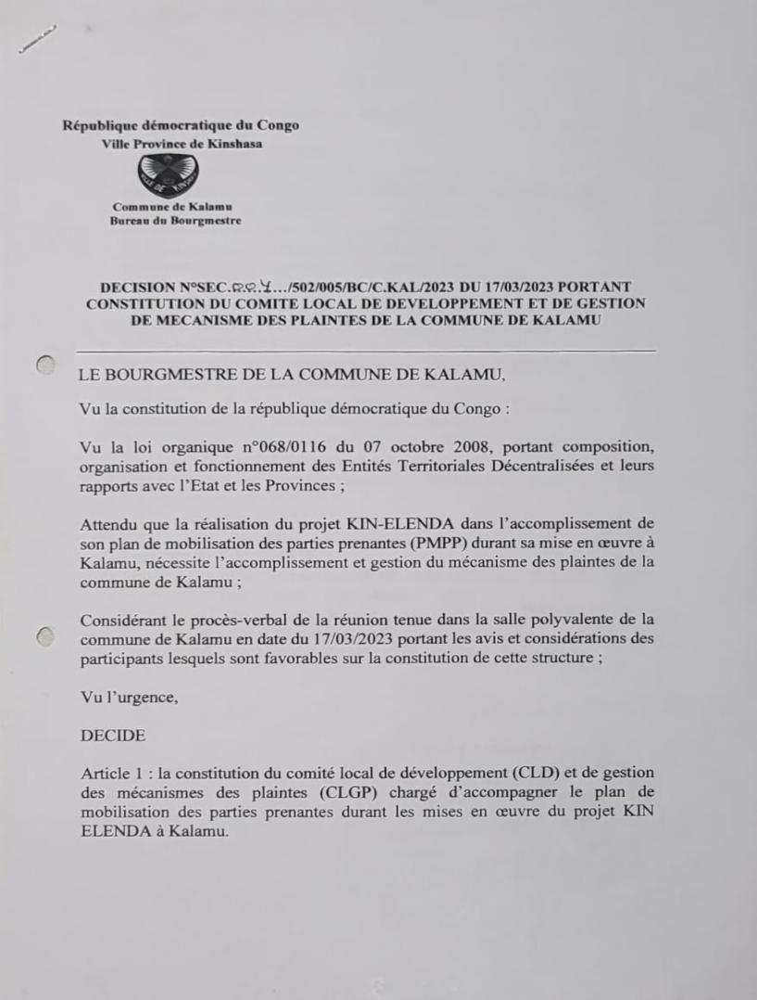 République démocratique du Congo
Ville Province de Kinshasa
VILLE DE KINSHASA
Commune de Kalamu
Bureau du Bourgmestre
DECISION N°SEC..../502/005/BC/C.KAL/2023 DU 17/03/2023 PORTANT
CONSTITUTION DU COMITE LOCAL DE DEVELOPPEMENT ET DE GESTION
DE MECANISME DES PLAINTES DE LA COMMUNE DE KALAMU
LE BOURGMESTRE DE LA COMMUNE DE KALAMU,
Vu la constitution de la république démocratique du Congo :
Vu la loi organique n°068/0116 du 07 octobre 2008, portant composition,
organisation et fonctionnement des Entités Territoriales Décentralisées et leurs
rapports avec l'Etat et les Provinces ;
Attendu que la réalisation du projet KIN-ELENDA dans l'accomplissement de
son plan de mobilisation des parties prenantes (PMPP) durant sa mise en œuvre à
Kalamu, nécessite l'accomplissement et gestion du mécanisme des plaintes de la
commune de Kalamu ;
Considérant le procès-verbal de la réunion tenue dans la salle polyvalente de la
commune de Kalamu en date du 17/03/2023 portant les avis et considérations des
participants lesquels sont favorables sur la constitution de cette structure ;
Vu l'urgence,
DECIDE
Article 1 : la constitution du comité local de développement (CLD) et de gestion
des mécanismes des plaintes (CLGP) chargé d'accompagner le plan de
mobilisation des parties prenantes durant les mises en œuvre du projet KIN
ELENDA à Kalamu.